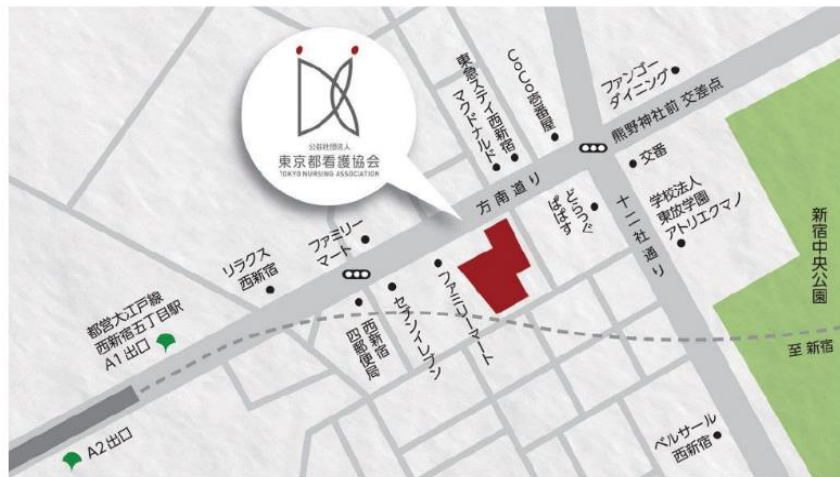 公益社団法人
東京都看護協会
TOKYO NURSING ASSOCIATION
東急ステイ西新宿
マクドナルド
CoCo壱番屋
ファンゴー
ダイニング
熊野神社前 交差点
交番
方南通り
どらっぐ
ぱぱす
十二社通り
学校法人
東放学園
アトリエクマノ
新宿中央公園
至 新宿
ファミリー
マート
リラクス
西新宿
都営大江戸線
西新宿五丁目駅
A1 出口
A2 出口
西新宿
四郵便局
セブンイレブン
ファミリーマート
ベルサール
西新宿